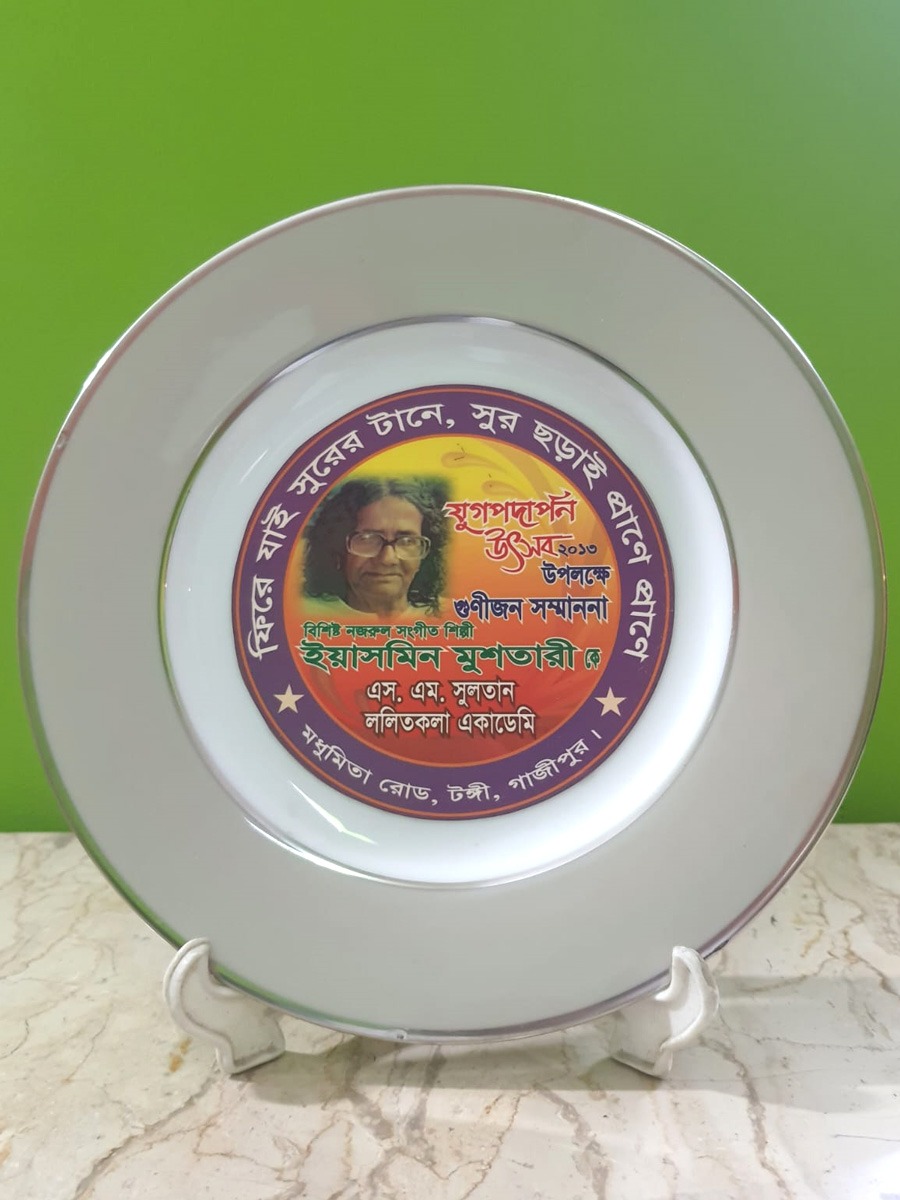 ফিরে যাই সুরের টানে, সুর ছড়াই প্রাণে প্রাণে
যুগপদার্পন
উৎসব ২০১৩
উপলক্ষে
গুণীজন সম্মাননা
বিশিষ্ট নজরুল সংগীত শিল্পী
ইয়াসমিন মুশতারী কে
এস. এম. সুলতান
ললিতকলা একাডেমি
মধুমিতা রোড, টঙ্গী, গাজীপুর।